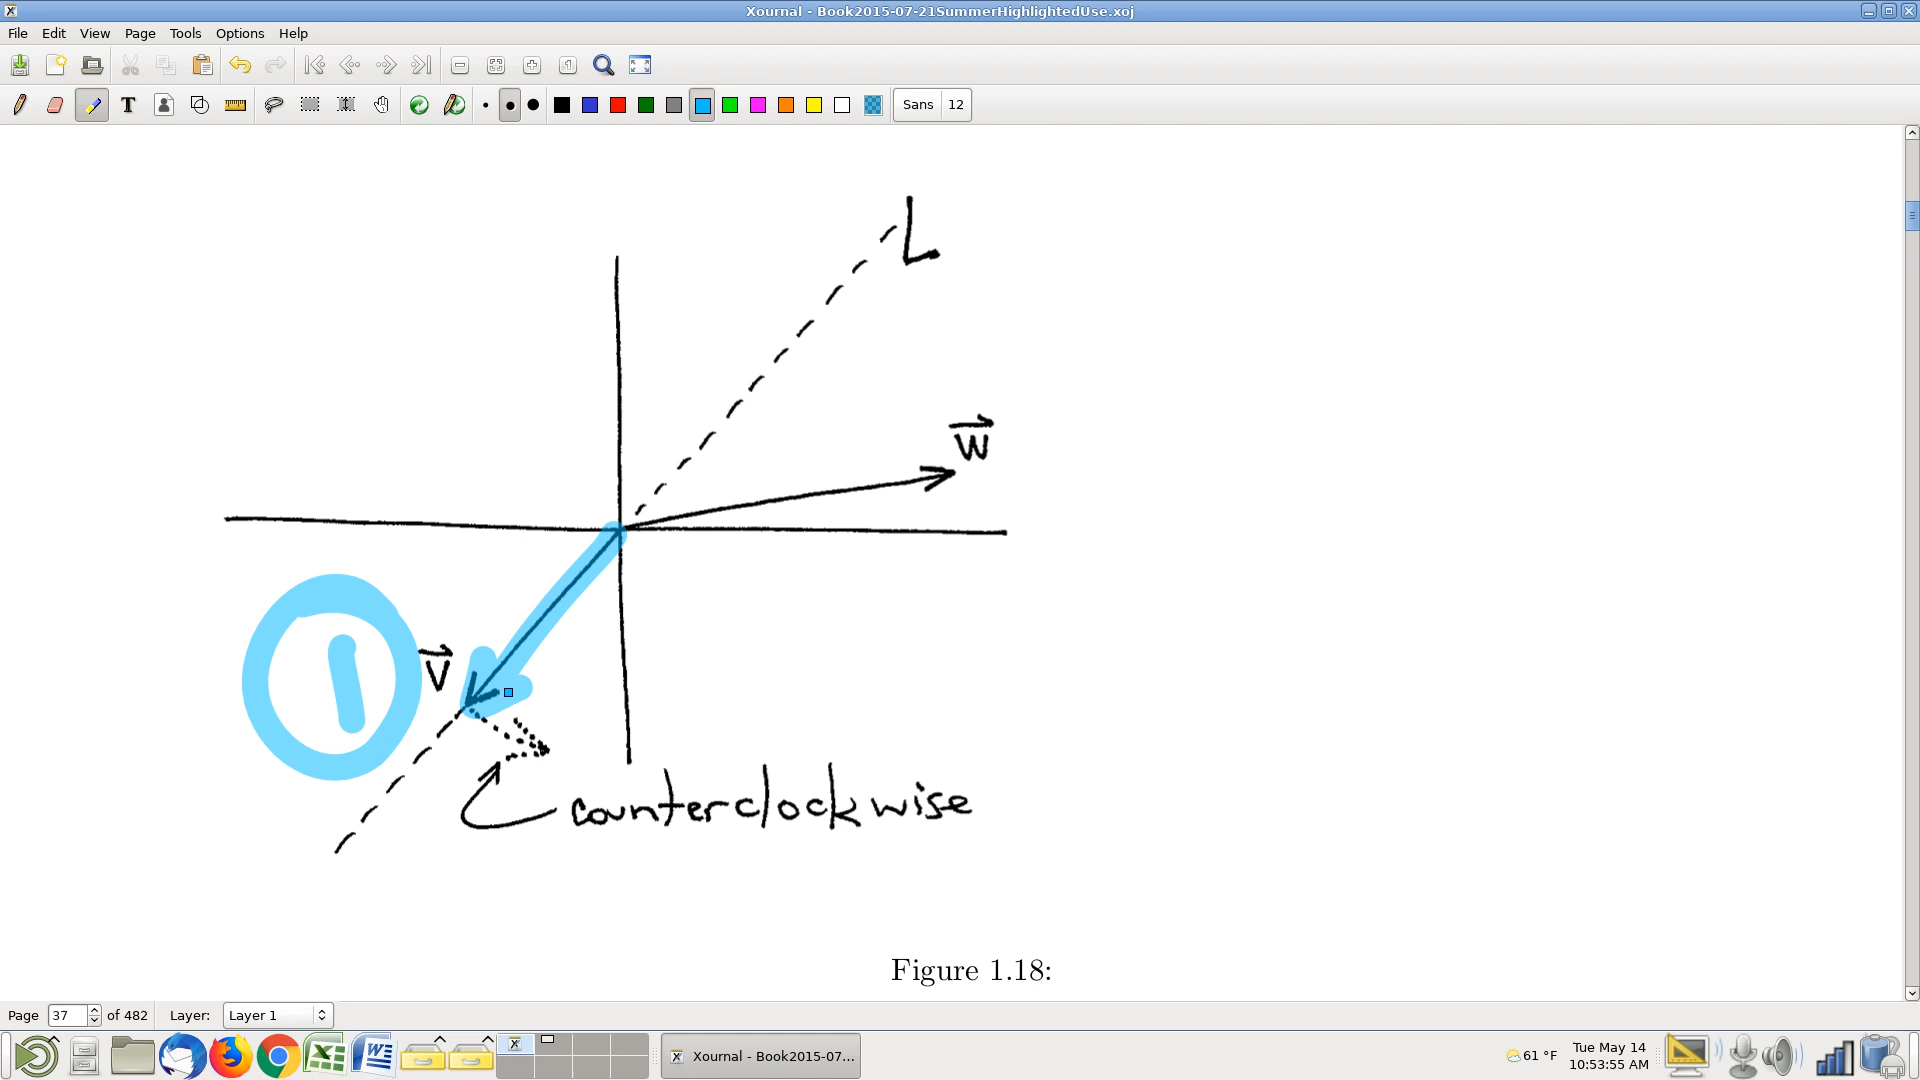 Xournal - Book2015-07-21SummerHighlightedUse.xoj
File Edit View Page Tools Options Help
T Sans 12
L
W
1
V
counterclockwise
Figure 1.18:
Page 37 of 482 Layer: Layer 1
Xournal - Book2015-07...
61 °F
Tue May 14
10:53:55 AM